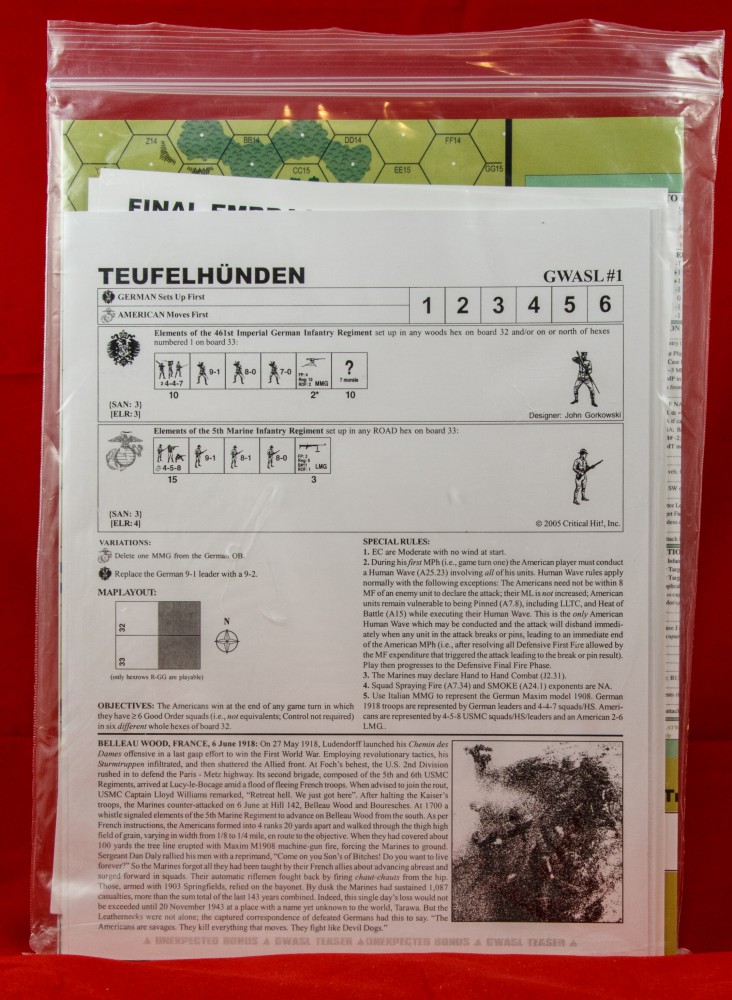 Z14
BB14
DD14
FF14
CC15
EE15
GG15
FINAL EMBRA
TEUFELHÜNDEN
GWASL #1
GERMAN Sets Up First
AMERICAN Moves First
1 2 3 4 5 6
Elements of the 461st Imperial German Infantry Regiment set up in any woods hex on board 32 and/or on or north of hexes
numbered 1 on board 33:
4-4-7
9-1
8-0
7-0
MMG
?
7 morale
10
2*
10
{SAN: 3}
{ELR: 3}
Designer: John Gorkowski
Elements of the 5th Marine Infantry Regiment set up in any ROAD hex on board 33:
4-5-8
9-1
8-1
8-1
8-0
LMG
15
3
{SAN: 3}
{ELR: 4}
© 2005 Critical Hit!, Inc.
VARIATIONS:
Delete one MMG from the German OB.
Replace the German 9-1 leader with a 9-2.
MAPLAYOUT:
32
33
N
(only hexrows R-GG are playable)
OBJECTIVES: The Americans win at the end of any game turn in which
they have ≥ 6 Good Order squads (i.e., not equivalents; Control not required)
in six different whole hexes of board 32.
SPECIAL RULES:
1. EC are Moderate with no wind at start.
2. During his first MPh (i.e., game turn one) the American player must conduct
a Human Wave (A25.23) involving all of his units. Human Wave rules apply
normally with the following exceptions: The Americans need not be within 8
MF of an enemy unit to declare the attack; their ML is not increased; American
units remain vulnerable to being Pinned (A7.8), including LLTC, and Heat of
Battle (A15) while executing their Human Wave. This is the only American
Human Wave which may be conducted and the attack will disband immedi-
ately when any unit in the attack breaks or pins, leading to an immediate end
of the American MPh (i.e., after resolving all Defensive First Fire allowed by
the MF expenditure that triggered the attack leading to the break or pin result).
Play then progresses to the Defensive Final Fire Phase.
3. The Marines may declare Hand to Hand Combat (J2.31).
4. Squad Spraying Fire (A7.34) and SMOKE (A24.1) exponents are NA.
5. Use Italian MMG to represent the German Maxim model 1908. German
1918 troops are represented by German leaders and 4-4-7 squads/HS. Ameri-
cans are represented by 4-5-8 USMC squads/HS/leaders and an American 2-6
LMG..
BELLEAU WOOD, FRANCE, 6 June 1918: On 27 May 1918, Ludendorff launched his Chemin des
Dames offensive in a last gasp effort to win the First World War. Employing revolutionary tactics, his
Sturmtruppen infiltrated, and then shattered the Allied front. At Foch's behest, the U.S. 2nd Division
rushed in to defend the Paris - Metz highway. Its second brigade, composed of the 5th and 6th USMC
Regiments, arrived at Lucy-le-Bocage amid a flood of fleeing French troops. When advised to join the rout,
USMC Captain Lloyd Williams remarked, "Retreat hell. We just got here". After halting the Kaiser's
troops, the Marines counter-attacked on 6 June at Hill 142, Belleau Wood and Bouresches. At 1700 a
whistle signaled elements of the 5th Marine Regiment to advance on Belleau Wood from the south. As per
French instructions, the Americans formed into 4 ranks 20 yards apart and walked through the thigh high
field of grain, varying in width from 1/8 to 1/4 mile, en route to the objective. When they had covered about
100 yards the tree line erupted with Maxim M1908 machine-gun fire, forcing the Marines to ground.
Sergeant Dan Daly rallied his men with a reprimand, "Come on you Son's of Bitches! Do you want to live
forever?" So the Marines forgot all they had been taught by their French allies about advancing abreast and
surged forward in squads. Their automatic riflemen fought back by firing chaut-chauts from the hip.
Those, armed with 1903 Springfields, relied on the bayonet. By dusk the Marines had sustained 1,087
casualties, more than the sum total of the last 143 years combined. Indeed, this single day's loss would not
be exceeded until 20 November 1943 at a place with a name yet unknown to the world, Tarawa. But the
Leathernecks were not alone; the captured correspondence of defeated Germans had this to say. "The
Americans are savages. They kill everything that moves. They fight like Devil Dogs."
▲ UNEXPECTED BONUS ▲ GWASL TEASER ▲ UNEXPECTED BONUS ▲ GWASL TEASER ▲